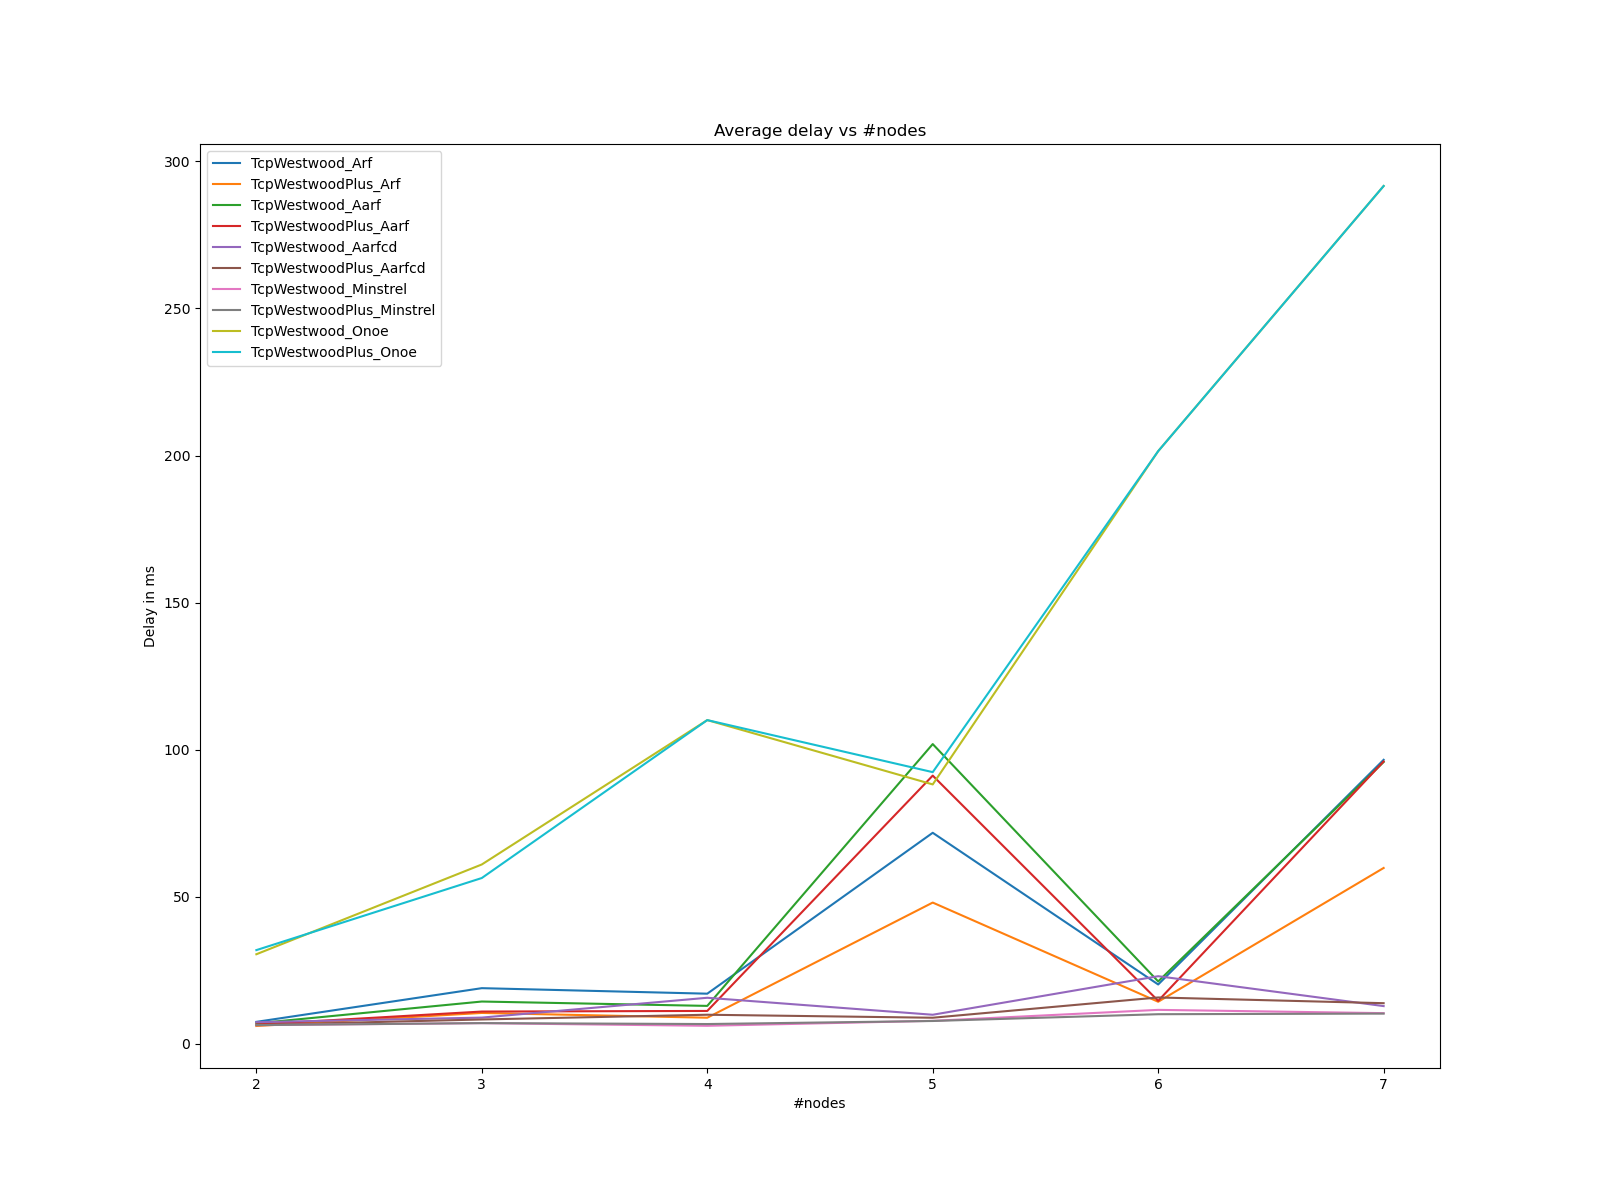 Average delay vs #nodes
300
250
200
150
100
50
0
Delay in ms
TcpWestwood_Arf
TcpWestwoodPlus_Arf
TcpWestwood_Aarf
TcpWestwoodPlus_Aarf
TcpWestwood_Aarfcd
TcpWestwoodPlus_Aarfcd
TcpWestwood_Minstrel
TcpWestwoodPlus_Minstrel
TcpWestwood_Onoe
TcpWestwoodPlus_Onoe
2 3 4 5 6 7
#nodes